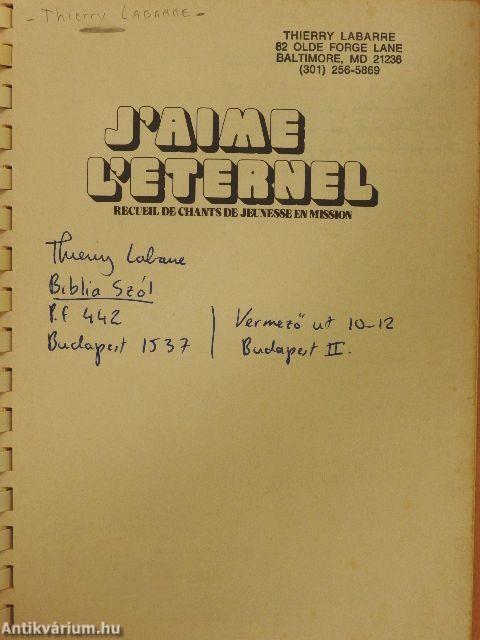 - Thierry LABARRE -
THIERRY LABARRE
82 OLDE FORGE LANE
BALTIMORE, MD 21236
(301) 256-5869
J'AIME
L'ETERNEL
RECUEIL DE CHANTS DE JEUNESSE EN MISSION
Thierry Labarre
Biblia Szól
P.f 442
Budapest 1537
Vermező ut 10-12
Budapest II.
Antikvárium.hu